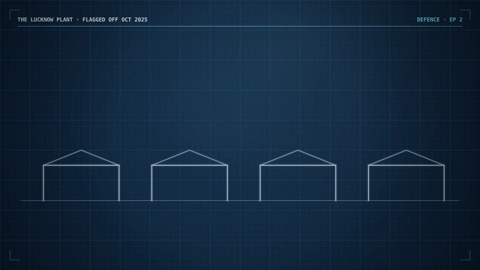 THE LUCKNOW PLANT · FLAGGED OFF OCT 2025
DEFENCE · EP 2